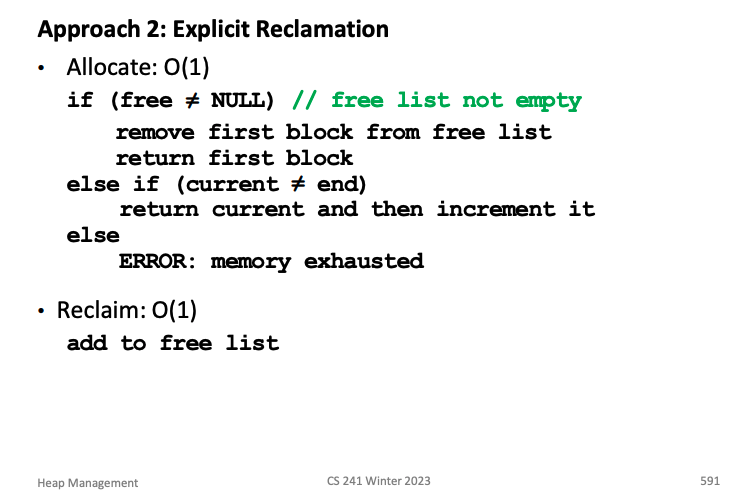 Approach 2: Explicit Reclamation
• Allocate: O(1)
if (free ≠ NULL) // free list not empty
remove first block from free list
return first block
else if (current ≠ end)
return current and then increment it
else
ERROR: memory exhausted
• Reclaim: O(1)
add to free list
Heap Management
CS 241 Winter 2023
591